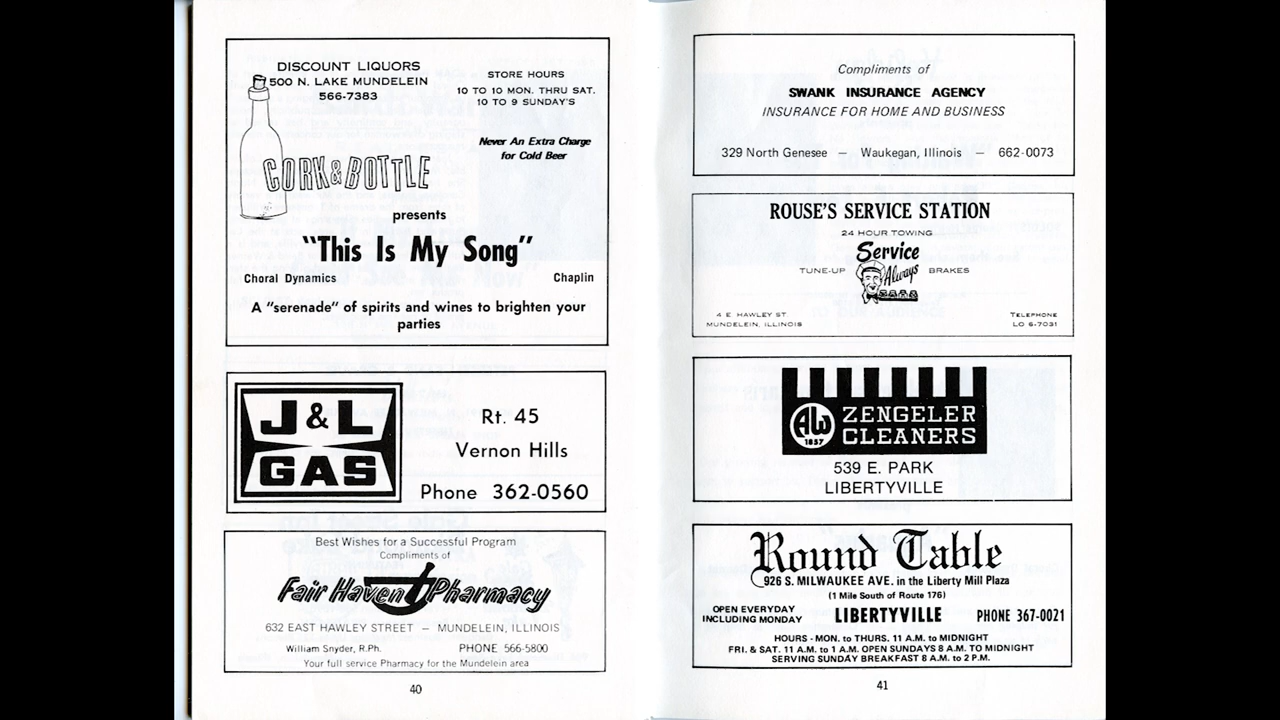 DISCOUNT LIQUORS
500 N. LAKE MUNDELEIN
566-7383
STORE HOURS
10 TO 10 MON. THRU SAT.
10 TO 9 SUNDAY'S
Never An Extra Charge
for Cold Beer
CORK & BOTTLE
presents
"This Is My Song"
Choral Dynamics
Chaplin
A "serenade" of spirits and wines to brighten your
parties
J & L
GAS
Rt. 45
Vernon Hills
Phone 362-0560
Best Wishes for a Successful Program
Compliments of
Fair Haven Pharmacy
632 EAST HAWLEY STREET — MUNDELEIN, ILLINOIS
William Snyder, R.Ph. PHONE 566-5800
Your full service Pharmacy for the Mundelein area
40
Compliments of
SWANK INSURANCE AGENCY
INSURANCE FOR HOME AND BUSINESS
329 North Genesee — Waukegan, Illinois — 662-0073
ROUSE'S SERVICE STATION
24 HOUR TOWING
Service
TUNE-UP Always BRAKES
4 E. HAWLEY ST.
MUNDELEIN, ILLINOIS
TELEPHONE
LO 6-7031
AW
1857
ZENGELER
CLEANERS
539 E. PARK
LIBERTYVILLE
Round Table
926 S. MILWAUKEE AVE. in the Liberty Mill Plaza
(1 Mile South of Route 176)
OPEN EVERYDAY
INCLUDING MONDAY
LIBERTYVILLE
PHONE 367-0021
HOURS - MON. to THURS. 11 A.M. to MIDNIGHT
FRI. & SAT. 11 A.M. to 1 A.M. OPEN SUNDAYS 8 A.M. TO MIDNIGHT
SERVING SUNDAY BREAKFAST 8 A.M. to 2 P.M.
41